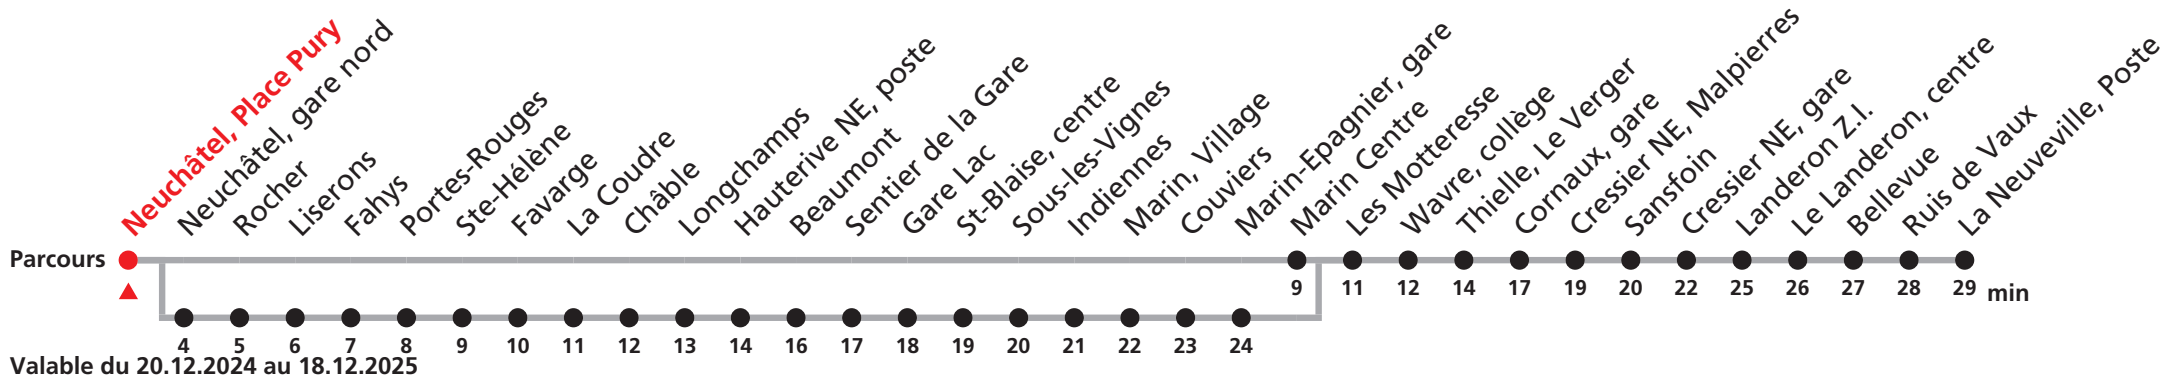 Neuchâtel, Place Pury
Neuchâtel, gare nord
Rocher
Liserons
Fahys
Portes-Rouges
Ste-Hélène
Favarge
La Coudre
Châble
Longchamps
Hauterive NE, poste
Beaumont
Sentier de la Gare
Gare Lac
St-Blaise, centre
Sous-les-Vignes
Indiennes
Marin, Village
Couviers
Marin-Epagnier, gare
Marin Centre
Les Motteresse
Wavre, collège
Thielle, Le Verger
Cornaux, gare
Cressier NE, Malpierres
Sansfoin
Cressier NE, gare
Landeron Z.I.
Le Landeron, centre
Bellevue
Ruis de Vaux
La Neuveville, Poste
Parcours
9 11 12 14 17 19 20 22 25 26 27 28 29 min
4 5 6 7 8 9 10 11 12 13 14 16 17 18 19 20 21 22 23 24
Valable du 20.12.2024 au 18.12.2025